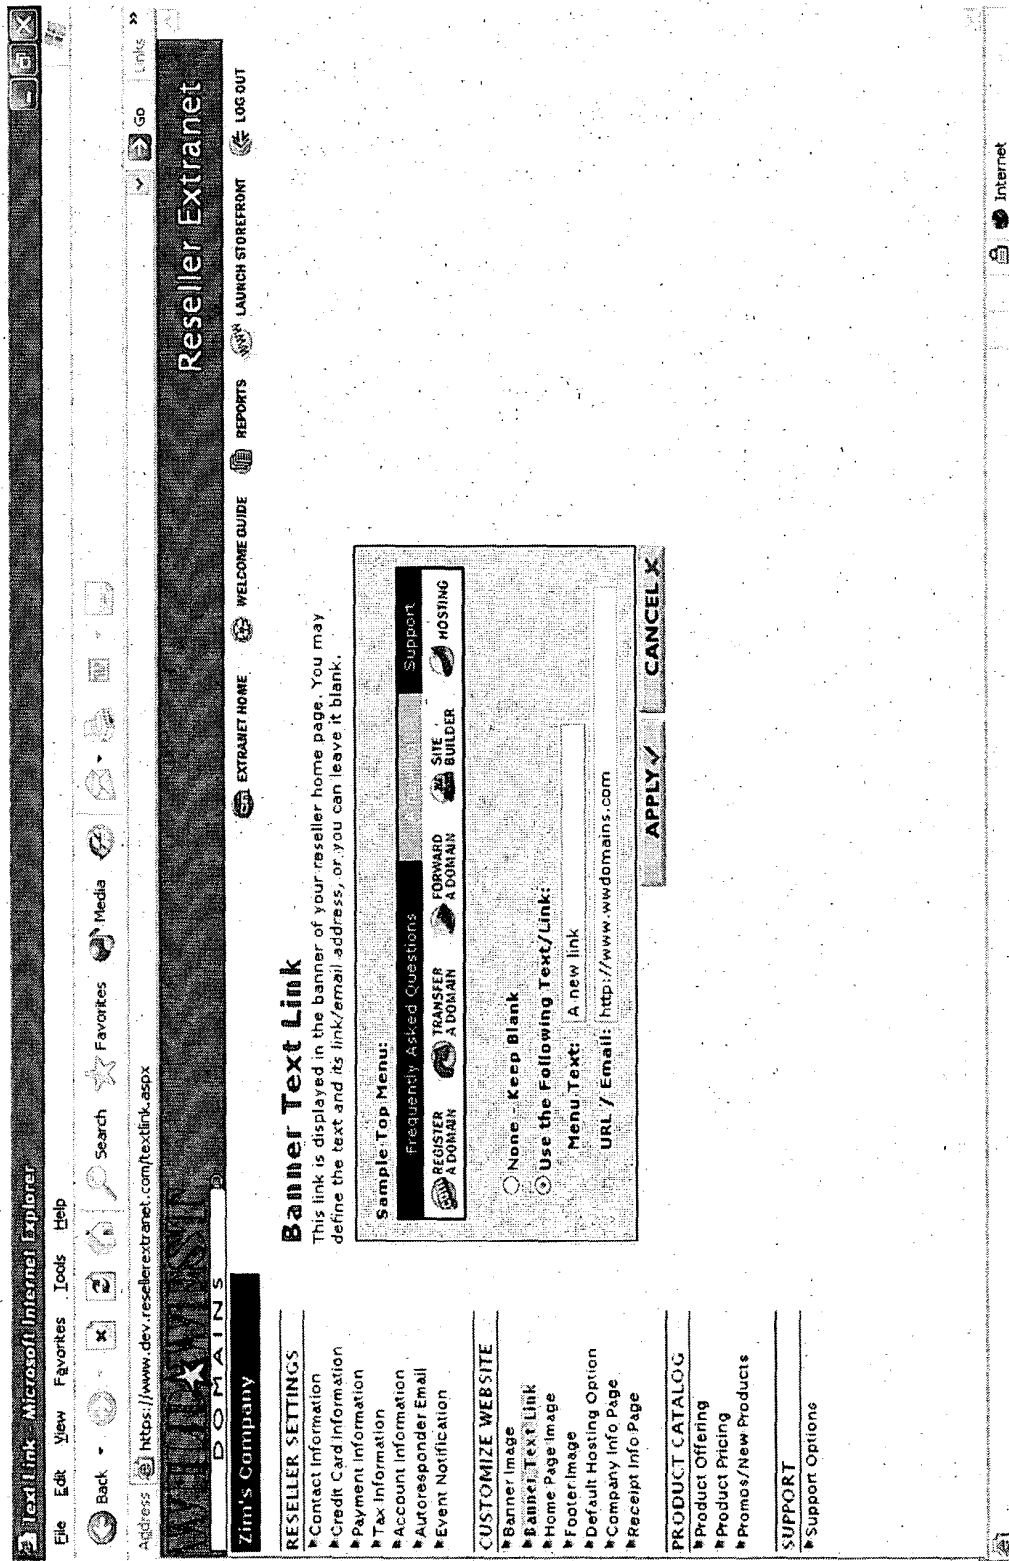 Text Link - Microsoft Internet Explorer
File Edit View Favorites Tools Help
Back Search Favorites Media
Address https://www.dev.resellerextranet.com/textlink.aspx Go Links »
WILD WEST
DOMAINS
Reseller Extranet
Zim's Company
EXTRANET HOME WELCOME GUIDE REPORTS LAUNCH STOREFRONT LOG OUT
RESELLER SETTINGS
Contact Information
Credit Card Information
Payment Information
Tax Information
Account Information
Autoresponder Email
Event Notification
CUSTOMIZE WEBSITE
Banner Image
Banner Text Link
Home Page Image
Footer Image
Default Hosting Option
Company Info Page
Receipt Info Page
PRODUCT CATALOG
Product Offering
Product Pricing
Promos/New Products
SUPPORT
Support Options
Banner Text Link
This link is displayed in the banner of your reseller home page. You may
define the text and its link/email address, or you can leave it blank.
Sample Top Menu:
Frequently Asked Questions Support
REGISTER A DOMAIN TRANSFER A DOMAIN FORWARD A DOMAIN SITE BUILDER HOSTING
None - Keep Blank
Use the Following Text/Link:
Menu Text: A new link
URL / Email: http://www.wwdomains.com
APPLY CANCEL X
Internet